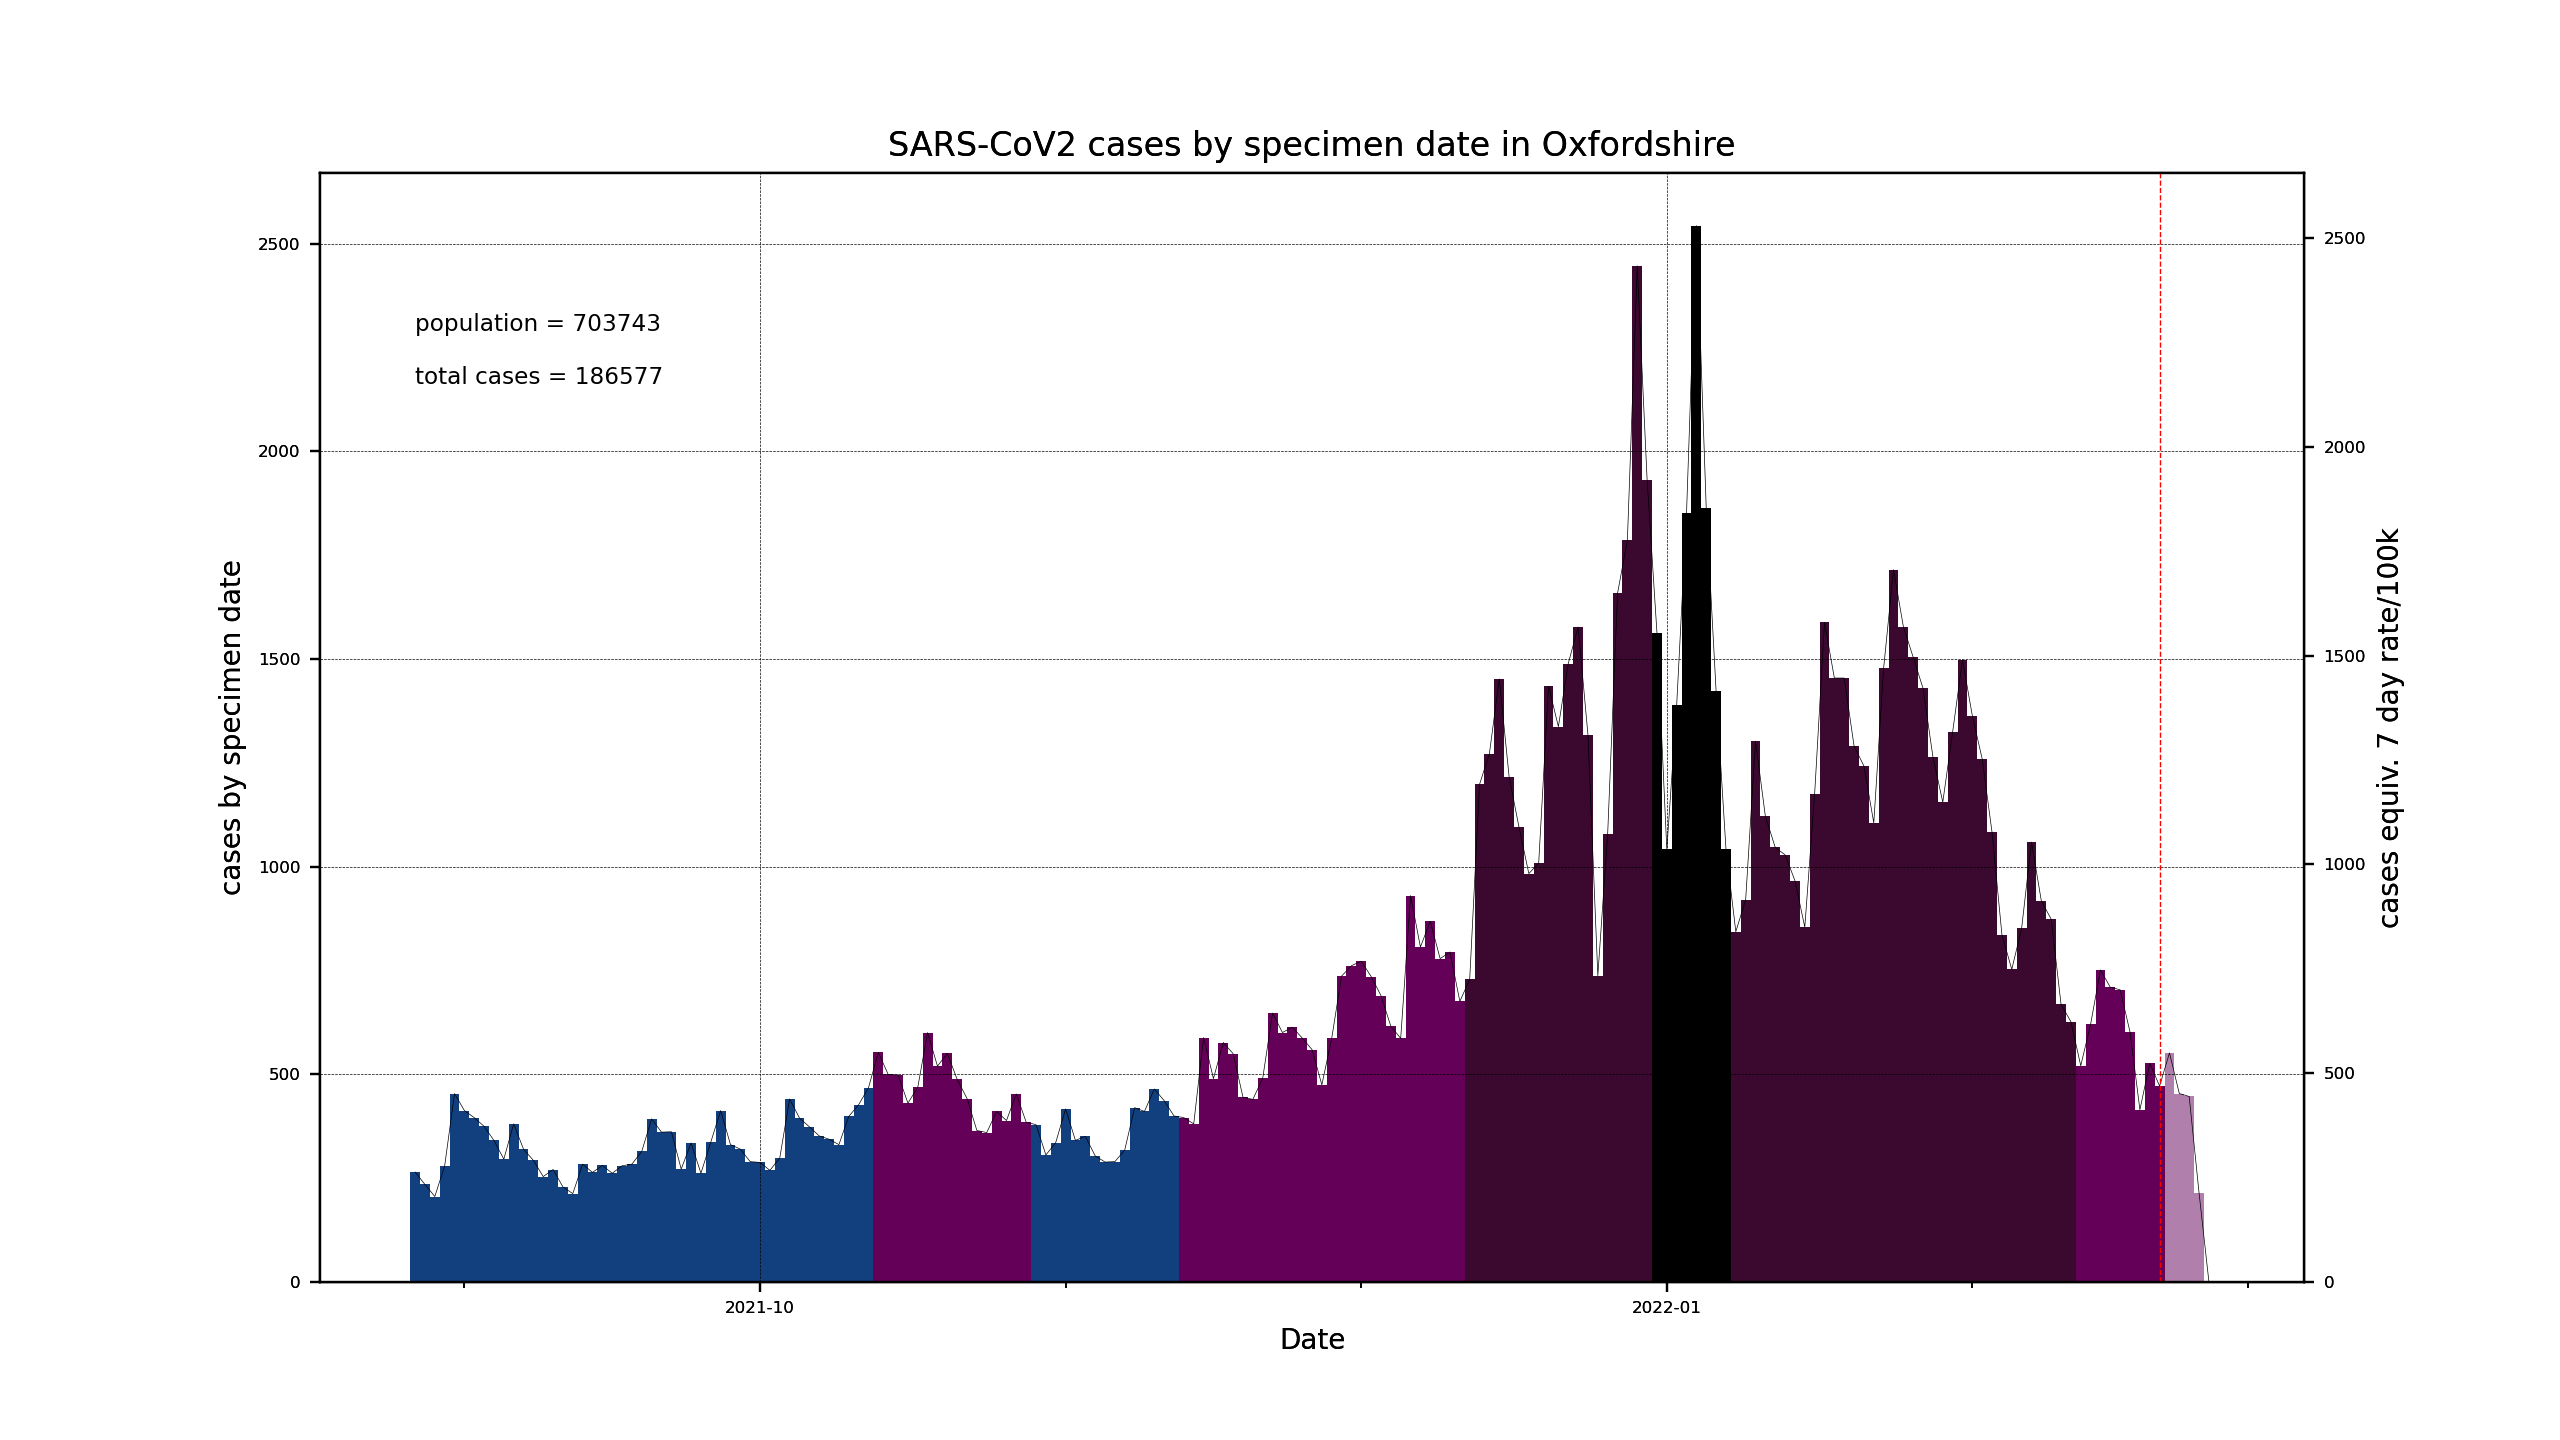 SARS-CoV2 cases by specimen date in Oxfordshire
population = 703743
total cases = 186577
cases by specimen date
2500
2000
1500
1000
500
0
2500
2000
1500
1000
500
0
cases equiv. 7 day rate/100k
2021-10
2022-01
Date